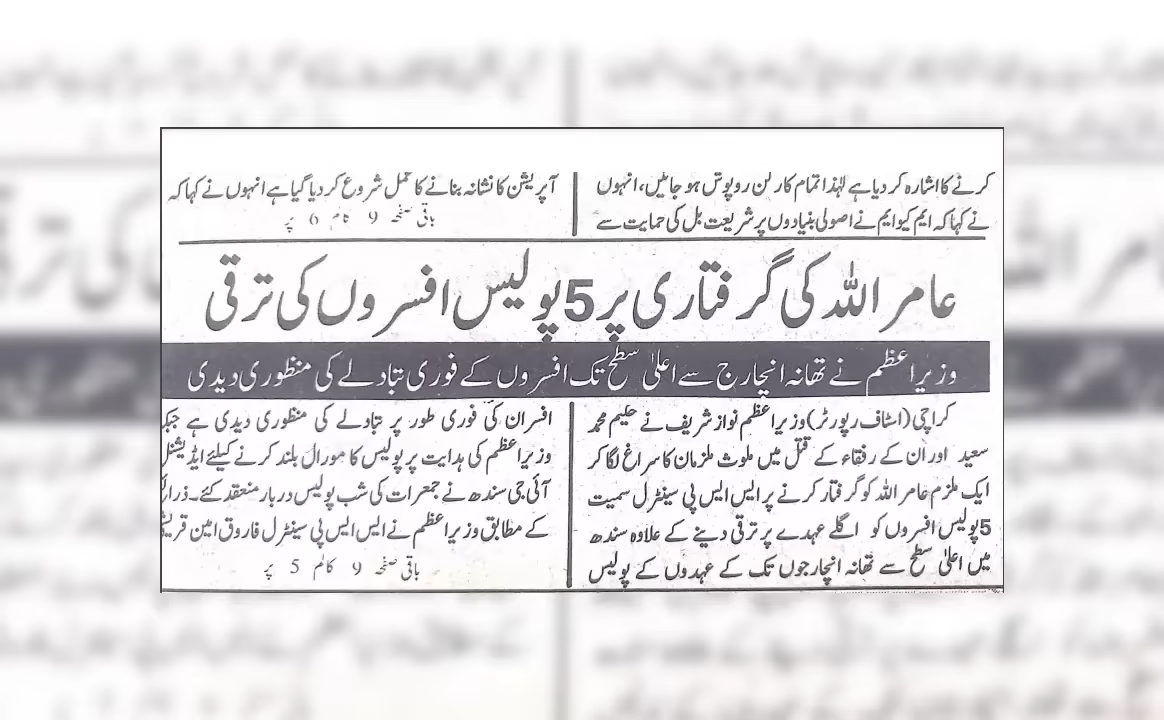 کرنے کا اشارہ کر دیا ہے لہٰذا تمام کارکن روپوش ہو جائیں، انہوں
نے کہا کہ ایم کیو ایم نے اصولی بنیادوں پر شریعت بل کی حمایت سے
آپریشن کا نشانہ بنانے کا عمل شروع کر دیا گیا ہے انہوں نے کہا کہ
باقی صفحہ 9 کالم 6 پر
عامر اللہ کی گرفتاری پر 5 پولیس افسروں کی ترقی
وزیراعظم نے تھانہ انچارج سے اعلیٰ سطح تک افسروں کے فوری تبادلے کی منظوری دیدی
کراچی (اسٹاف رپورٹر) وزیراعظم نواز شریف نے حکیم محمد
سعید اور ان کے رفقاء کے قتل میں ملوث ملزمان کا سراغ لگا کر
ایک ملزم عامر اللہ کو گرفتار کرنے پر ایس ایس پی سینٹرل سمیت
5 پولیس افسروں کو اگلے عہدے پر ترقی دینے کے علاوہ سندھ
میں اعلیٰ سطح سے تھانہ انچارجوں تک کے عہدوں کے پولیس
افسران کی فوری طور پر تبادلے کی منظوری دیدی ہے جبکہ
وزیراعظم کی ہدایت پر پولیس کا مورال بلند کرنے کیلئے ایڈیشنل
آئی جی سندھ نے جمعرات کی شب پولیس دربار منعقد کئے۔ ذرائع
کے مطابق وزیراعظم نے ایس ایس پی سینٹرل فاروق امین قریشی
باقی صفحہ 9 کالم 5 پر